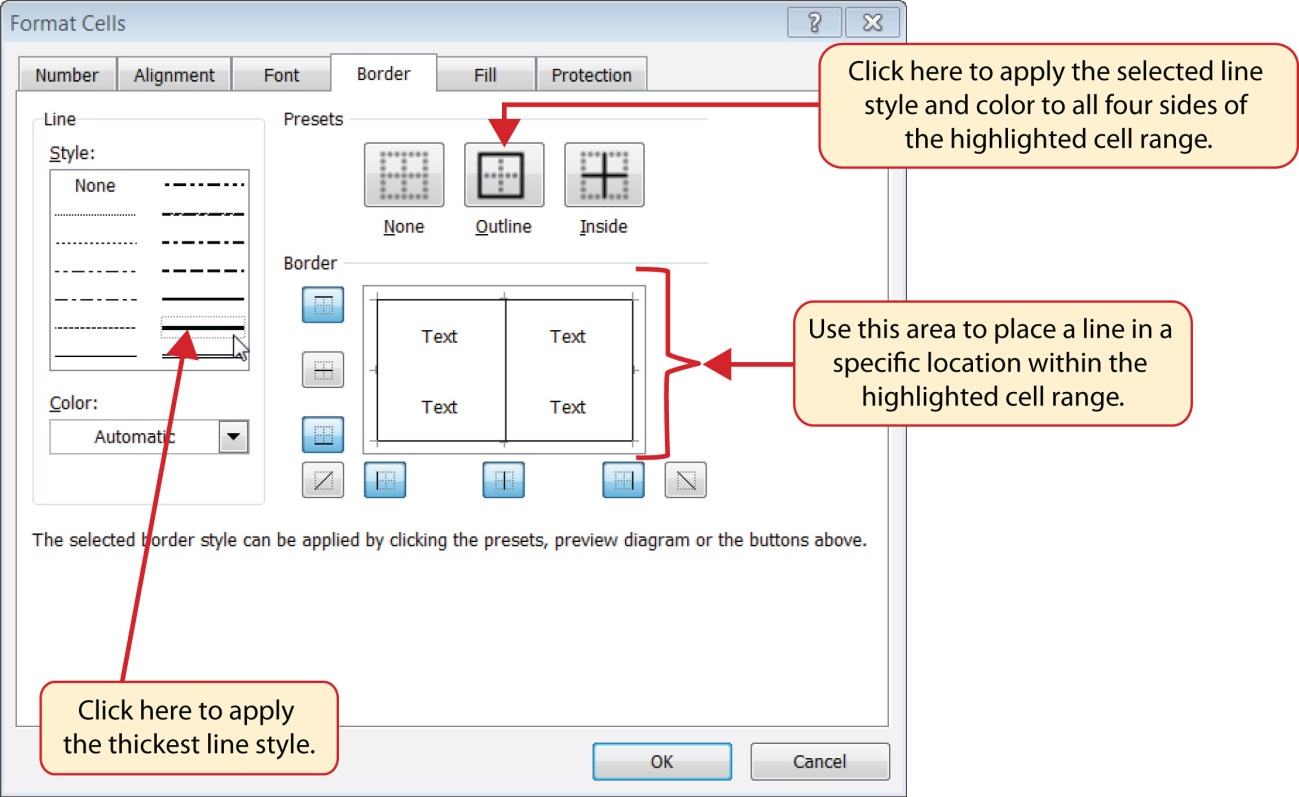 Format Cells
Number Alignment Font Border Fill Protection
Click here to apply the selected line
style and color to all four sides of
the highlighted cell range.
Line
Presets
Style:
None
None Outline Inside
Border
Text Text
Text Text
Use this area to place a line in a
specific location within the
highlighted cell range.
Color:
Automatic
The selected border style can be applied by clicking the presets, preview diagram or the buttons above.
Click here to apply
the thickest line style.
OK Cancel